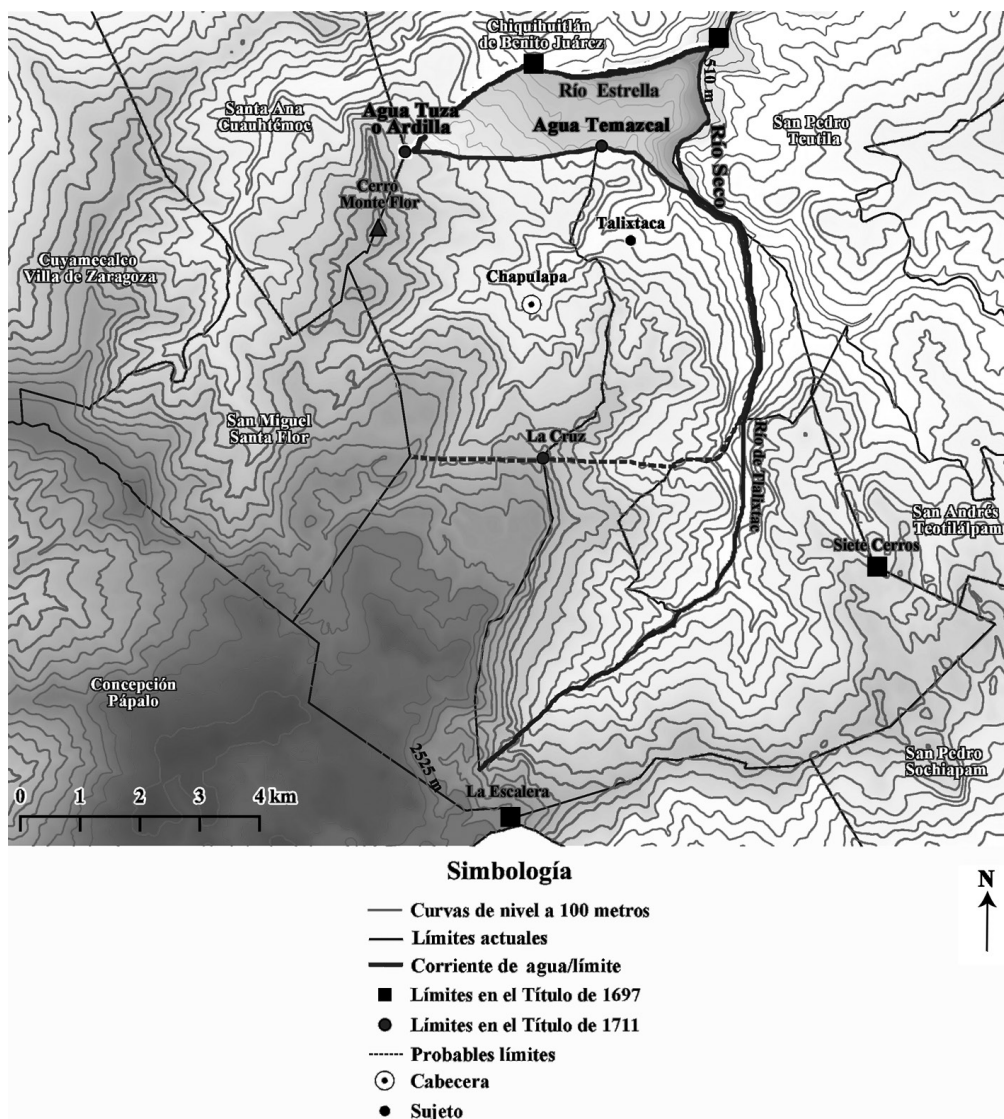 Chiquihuitlán
de Benito Juárez
510 m
Río Estrella
Santa Ana
Cuauhtémoc
Agua Tuza
o Ardilla
Agua Temazcal
San Pedro
Teutila
Río Seco
Cerro
Monte Flor
Talixtaca
Cuyamecalco
Villa de Zaragoza
Chapulapa
San Miguel
Santa Flor
La Cruz
Río de Tlalixtac
San Andrés
Teotilálpam
Siete Cerros
Concepción
Pápalo
San Pedro
Sochiapam
2525 m
La Escalera
0 1 2 3 4 km
Simbología
N
Curvas de nivel a 100 metros
Límites actuales
Corriente de agua/límite
Límites en el Título de 1697
Límites en el Título de 1711
Probables límites
Cabecera
Sujeto